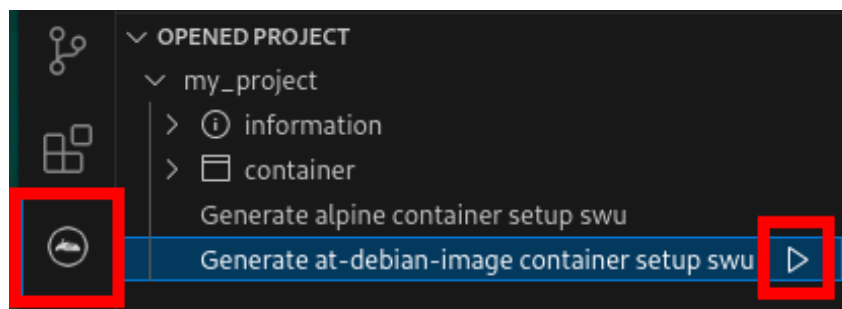 OPENED PROJECT
my_project
information
container
Generate alpine container setup swu
Generate at-debian-image container setup swu